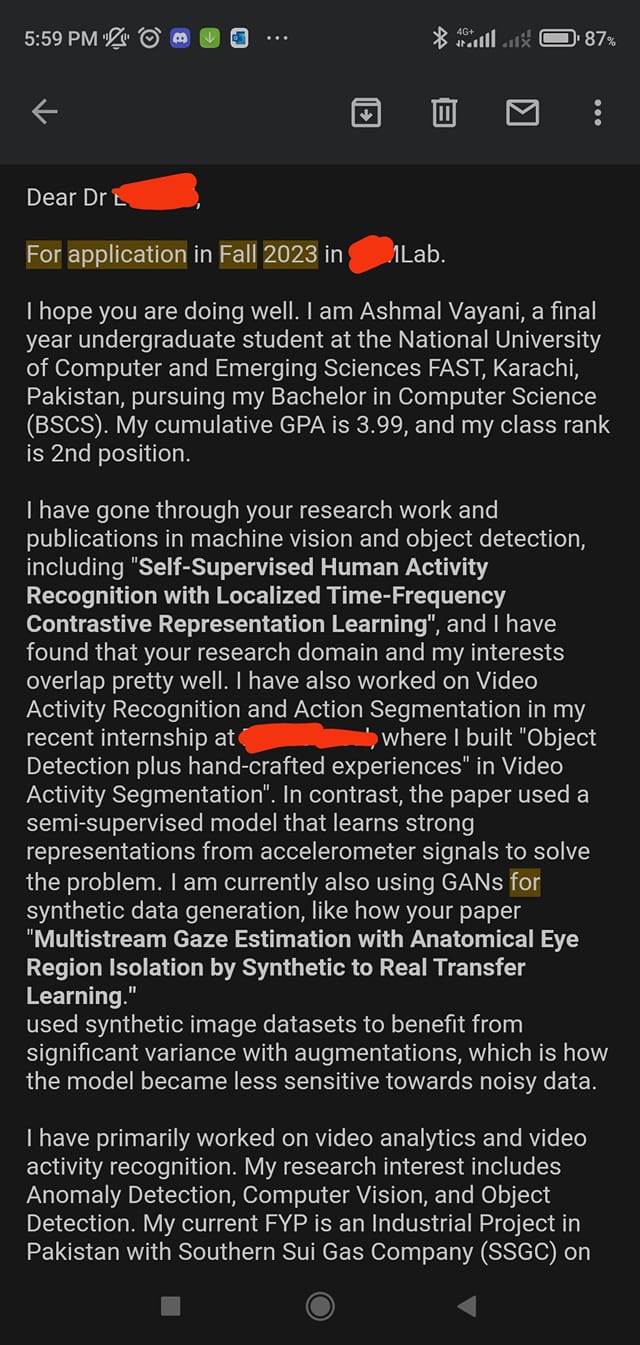 5:59 PM
4G+
87%
Dear Dr
For application in Fall 2023 in MLab.
I hope you are doing well. I am Ashmal Vayani, a final
year undergraduate student at the National University
of Computer and Emerging Sciences FAST, Karachi,
Pakistan, pursuing my Bachelor in Computer Science
(BSCS). My cumulative GPA is 3.99, and my class rank
is 2nd position.
I have gone through your research work and
publications in machine vision and object detection,
including "Self-Supervised Human Activity
Recognition with Localized Time-Frequency
Contrastive Representation Learning", and I have
found that your research domain and my interests
overlap pretty well. I have also worked on Video
Activity Recognition and Action Segmentation in my
recent internship at , where I built "Object
Detection plus hand-crafted experiences" in Video
Activity Segmentation". In contrast, the paper used a
semi-supervised model that learns strong
representations from accelerometer signals to solve
the problem. I am currently also using GANs for
synthetic data generation, like how your paper
"Multistream Gaze Estimation with Anatomical Eye
Region Isolation by Synthetic to Real Transfer
Learning."
used synthetic image datasets to benefit from
significant variance with augmentations, which is how
the model became less sensitive towards noisy data.
I have primarily worked on video analytics and video
activity recognition. My research interest includes
Anomaly Detection, Computer Vision, and Object
Detection. My current FYP is an Industrial Project in
Pakistan with Southern Sui Gas Company (SSGC) on